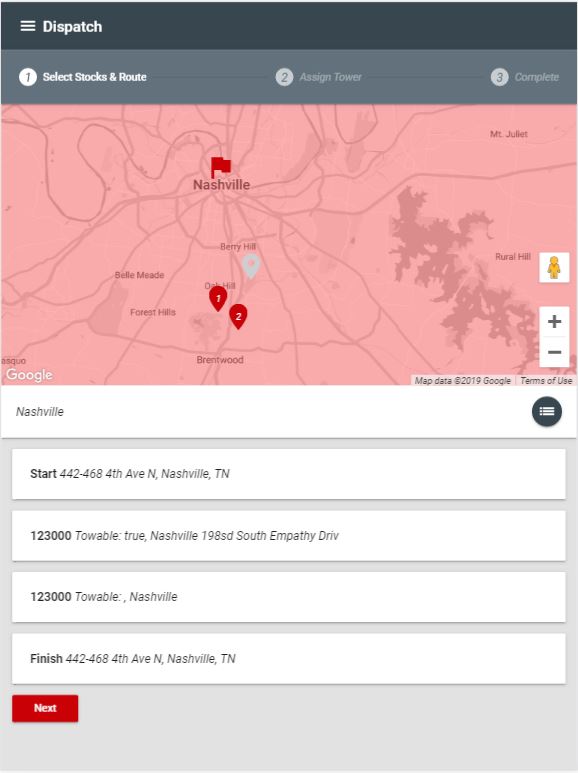 Dispatch
1 Select Stocks & Route
2 Assign Tower
3 Complete
Mt. Juliet
Nashville
Berry Hill
Rural Hill
Belle Meade
Oak Hill
1
Forest Hills
2
Brentwood
asquo
Google
Map data ©2019 Google Terms of Use
Nashville
Start 442-468 4th Ave N, Nashville, TN
123000 Towable: true, Nashville 198sd South Empathy Driv
123000 Towable: , Nashville
Finish 442-468 4th Ave N, Nashville, TN
Next